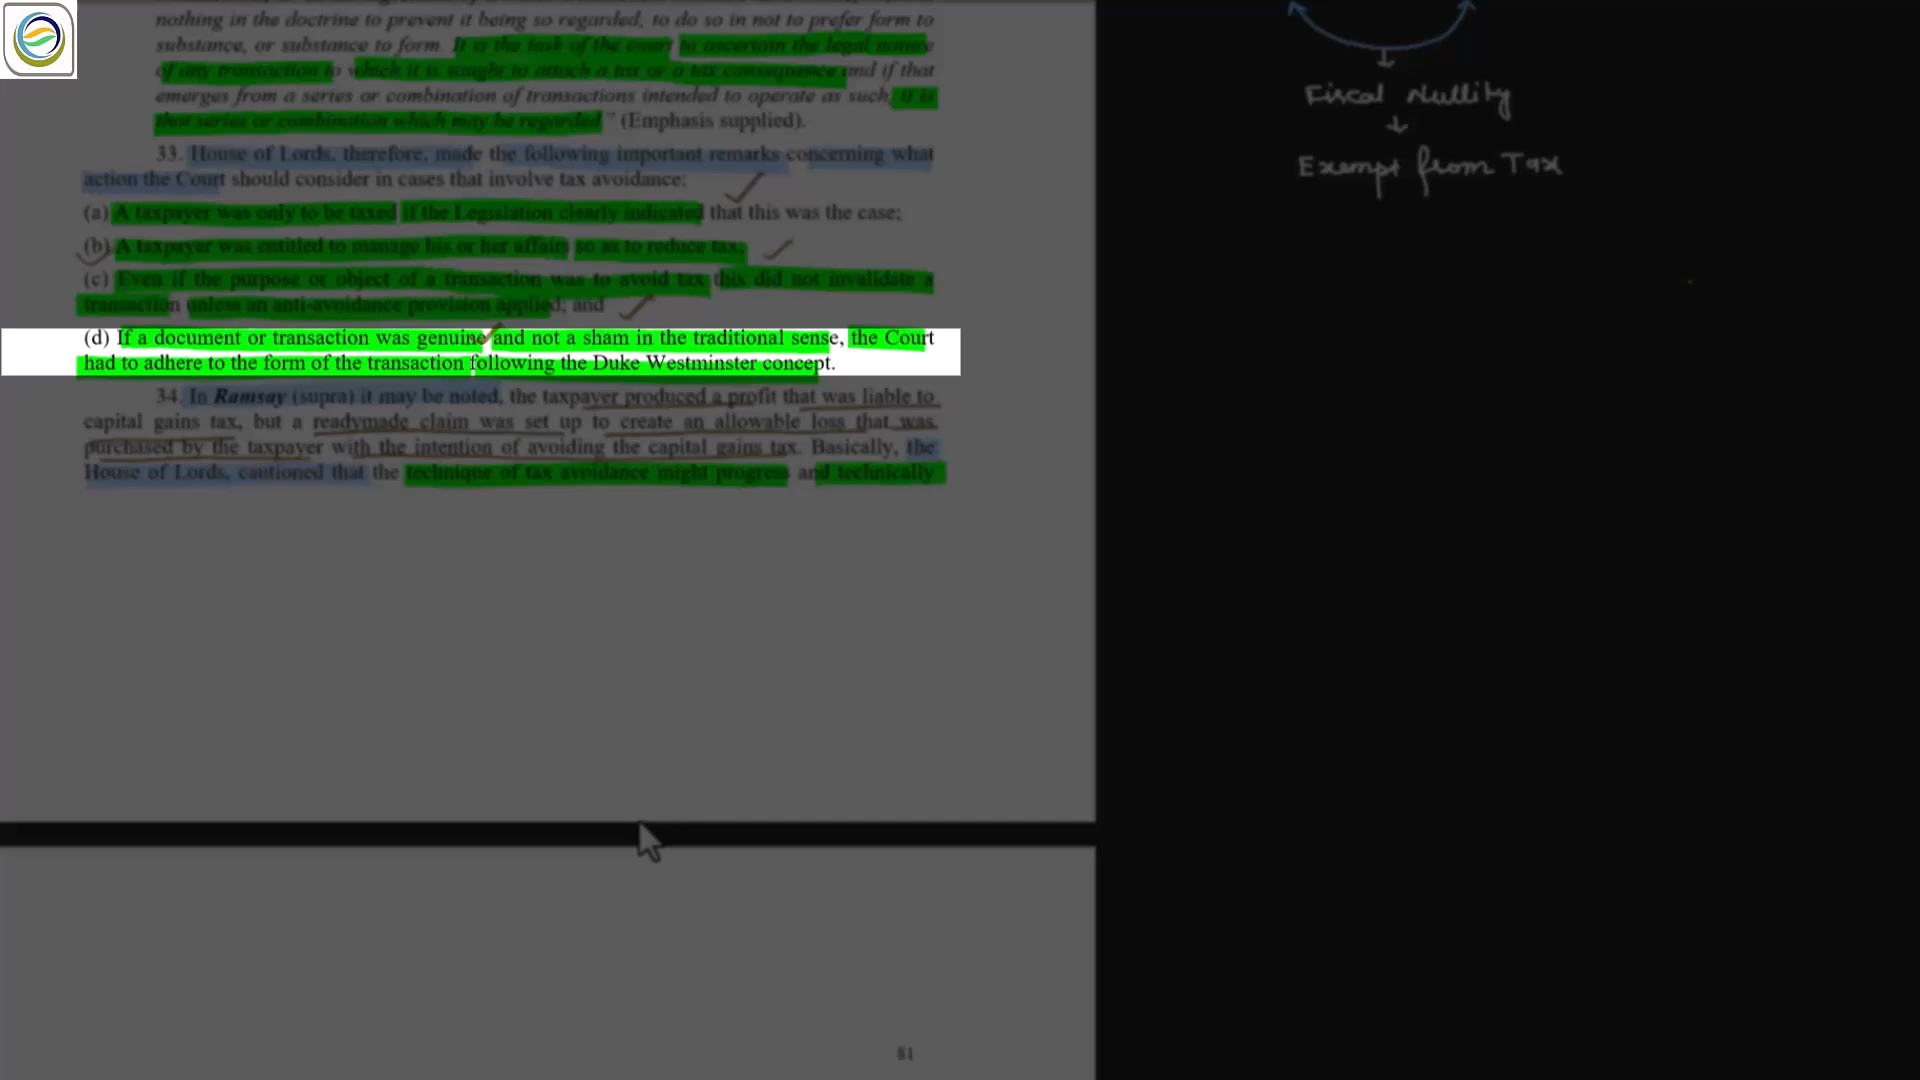 nothing in the doctrine to prevent it being so regarded, to do so in not to prefer form to
substance, or substance to form. It is the task of the court to ascertain the legal nature
of any transaction to which it is sought to attach a tax or a tax consequence and if that
emerges from a series or combination of transactions intended to operate as such, it is
that series or combination which may be regarded." (Emphasis supplied).
33. House of Lords, therefore, made the following important remarks concerning what
action the Court should consider in cases that involve tax avoidance:
(a) A taxpayer was only to be taxed if the Legislation clearly indicated that this was the case;
(b) A taxpayer was entitled to manage his or her affairs so as to reduce tax;
(c) Even if the purpose or object of a transaction was to avoid tax this did not invalidate a
transaction unless an anti-avoidance provision applied; and
(d) If a document or transaction was genuine and not a sham in the traditional sense, the Court
had to adhere to the form of the transaction following the Duke Westminster concept.
34. In Ramsay (supra) it may be noted, the taxpayer produced a profit that was liable to
capital gains tax, but a readymade claim was set up to create an allowable loss that was
purchased by the taxpayer with the intention of avoiding the capital gains tax. Basically, the
House of Lords, cautioned that the technique of tax avoidance might progress and technically
81
Fiscal Nullity
Exempt from Tax